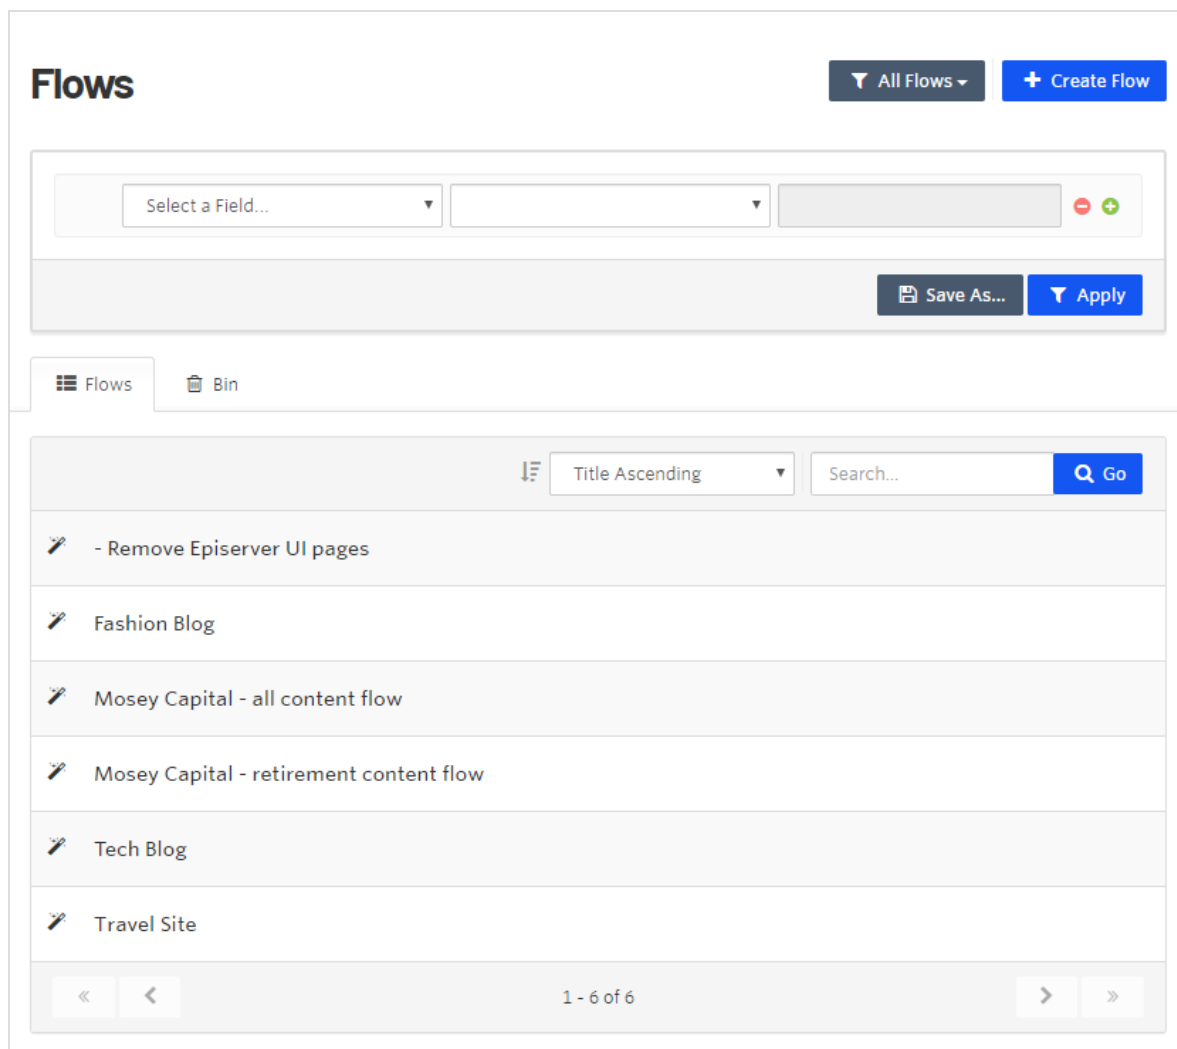 Flows
All Flows
Create Flow
Select a Field...
Save As...
Apply
Flows
Bin
Title Ascending
Search...
Go
- Remove Episerver UI pages
Fashion Blog
Mosey Capital - all content flow
Mosey Capital - retirement content flow
Tech Blog
Travel Site
1 - 6 of 6